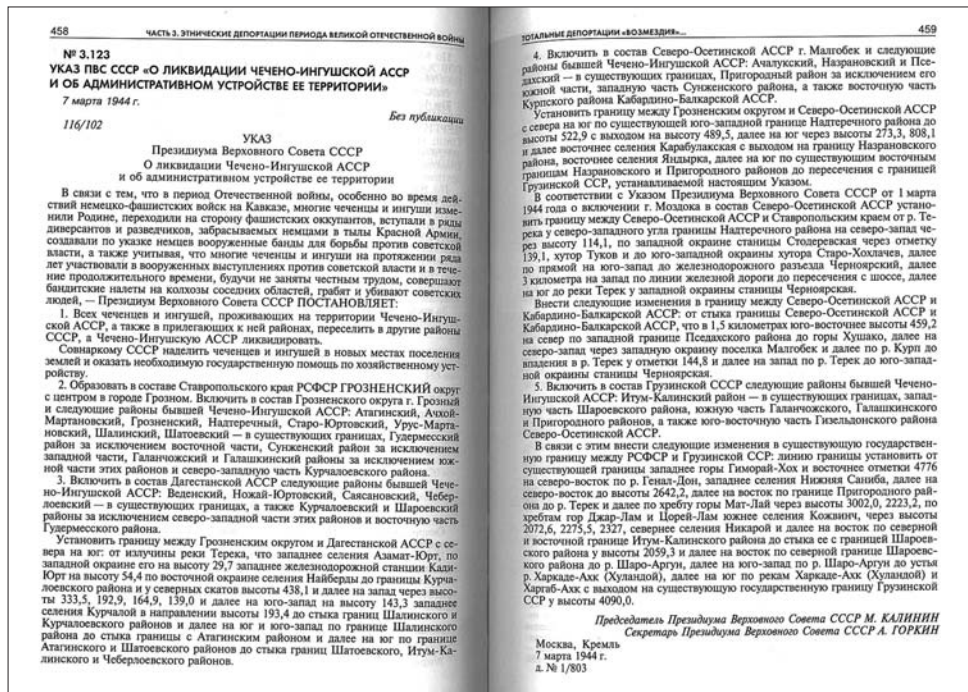 458
ЧАСТЬ 3. ЭТНИЧЕСКИЕ ДЕПОРТАЦИИ ПЕРИОДА ВЕЛИКОЙ ОТЕЧЕСТВЕННОЙ ВОЙНЫ
№ 3.123
УКАЗ ПВС СССР «О ЛИКВИДАЦИИ ЧЕЧЕНО-ИНГУШСКОЙ АССР
И ОБ АДМИНИСТРАТИВНОМ УСТРОЙСТВЕ ЕЕ ТЕРРИТОРИИ»
7 марта 1944 г.
Без публикации
116/102
УКАЗ
Президиума Верховного Совета СССР
О ликвидации Чечено-Ингушской АССР
и об административном устройстве ее территории
В связи с тем, что в период Отечественной войны, особенно во время дей-
ствий немецко-фашистских войск на Кавказе, многие чеченцы и ингуши изме-
нили Родине, переходили на сторону фашистских оккупантов, вступали в ряды
диверсантов и разведчиков, забрасываемых немцами в тылы Красной Армии,
создавали по указке немцев вооруженные банды для борьбы против советской
власти, а также учитывая, что многие чеченцы и ингуши на протяжении ряда
лет участвовали в вооруженных выступлениях против советской власти и в тече-
ние продолжительного времени, будучи не заняты честным трудом, совершают
бандитские налеты на колхозы соседних областей, грабят и убивают советских
людей, — Президиум Верховного Совета СССР ПОСТАНОВЛЯЕТ:
1. Всех чеченцев и ингушей, проживающих на территории Чечено-Ингуш-
ской АССР, а также в прилегающих к ней районах, переселить в другие районы
СССР, а Чечено-Ингушскую АССР ликвидировать.
Совнаркому СССР наделить чеченцев и ингушей в новых местах поселения
землей и оказать необходимую государственную помощь по хозяйственному уст-
ройству.
2. Образовать в составе Ставропольского края РСФСР ГРОЗНЕНСКИЙ округ
с центром в городе Грозном. Включить в состав Грозненского округа г. Грозный
и следующие районы бывшей Чечено-Ингушской АССР: Атагинский, Ачхой-
Мартановский, Грозненский, Надтеречный, Старо-Юртовский, Урус-Марта-
новский, Шалинский, Шатоевский — в существующих границах, Гудермесский
район за исключением восточной части, Сунженский район за исключением
западной части, Галанчожский и Галашкинский районы за исключением юж-
ной части этих районов и северо-западную часть Курчалоевского района.
3. Включить в состав Дагестанской АССР следующие районы бывшей Чече-
но-Ингушской АССР: Веденский, Ножай-Юртовский, Саясановский, Чебер-
лоевский — в существующих границах, а также Курчалоевский и Шароевский
районы за исключением северо-западной части этих районов и восточную часть
Гудермесского района.
Установить границу между Грозненским округом и Дагестанской АССР с се-
вера на юг: от излучины реки Терека, что западнее селения Азамат-Юрт, по
западной окраине его на высоту 29,7 западнее железнодорожной станции Кади-
Юрт на высоту 54,4 по восточной окраине селения Найберды до границы Курча-
лоевского района и у северных скатов высоты 438,1 и далее на запад через высо-
ты 333,5, 192,9, 164,9, 139,0 и далее на юго-запад на высоту 143,3 западнее
селения Курчалой в направлении высоты 193,4 до стыка границ Шалинского и
Курчалоевского районов и далее на юг и юго-запад по границе Шалинского
района до стыка границы с Атагинским районом и далее на юг по границе
Атагинского и Шатоевского районов до стыка границ Шатоевского, Итум-Ка-
линского и Чеберлоевского районов.
ТОТАЛЬНЫЕ ДЕПОРТАЦИИ «ВОЗМЕЗДИЯ»...
459
4. Включить в состав Северо-Осетинской АССР г. Малгобек и следующие
районы бывшей Чечено-Ингушской АССР: Ачалукский, Назрановский и Псе-
дахский — в существующих границах, Пригородный район за исключением его
южной части, западную часть Сунженского района, а также восточную часть
Курпского района Кабардино-Балкарской АССР.
Установить границу между Грозненским округом и Северо-Осетинской АССР
с севера на юг по существующей юго-западной границе Надтеречного района до
высоты 522,9 с выходом на высоту 489,5, далее на юг через высоты 273,3, 808,1
и далее восточнее селения Карабулакская с выходом на границу Назрановского
района, восточнее селения Яндырка, далее на юг по существующим восточным
границам Назрановского и Пригородного районов до пересечения с границей
Грузинской ССР, устанавливаемой настоящим Указом.
В соответствии с Указом Президиума Верховного Совета СССР от 1 марта
1944 года о включении г. Моздока в состав Северо-Осетинской АССР устано-
вить границу между Северо-Осетинской АССР и Ставропольским краем от р. Те-
река у северо-западного угла границы Надтеречного района на северо-запад че-
рез высоту 114,1, по западной окраине станицы Стодеревская через отметку
139,1, хутор Туков и до юго-западной окраины хутора Старо-Хохлачев, далее
по прямой на юго-запад до железнодорожного разъезда Черноярский, далее
3 километра на запад по линии железной дороги до пересечения с шоссе, далее
на юг до реки Терек у западной окраины станицы Черноярская.
Внести следующие изменения в границу между Северо-Осетинской АССР и
Кабардино-Балкарской АССР: от стыка границы Северо-Осетинской АССР и
Кабардино-Балкарской АССР, что в 1,5 километрах юго-восточнее высоты 459,2
на север по западной границе Педахского района до горы Хушако, далее на
северо-запад через западную окраину поселка Малгобек и далее по р. Курп до
впадения в р. Терек у отметки 144,8 и далее на запад по р. Терек до юго-запад-
ной окраины станицы Черноярская.
5. Включить в состав Грузинской СССР следующие районы бывшей Чечено-
Ингушской АССР: Итум-Калинский район — в существующих границах, запад-
ную часть Шароевского района, южную часть Галанчожского, Галашкинского
и Пригородного районов, а также юго-восточную часть Гизельдонского района
Северо-Осетинской АССР.
В связи с этим внести следующие изменения в существующую государствен-
ную границу между РСФСР и Грузинской ССР: линию границы установить от
существующей границы западнее горы Гиморай-Хох и восточнее отметки 4776
на северо-восток по р. Генал-Дон, западнее селения Нижняя Саниба, далее на
северо-восток до высоты 2642,2, далее на восток по границе Пригородного рай-
она до р. Терек и далее по хребту гор Мат-Лай через высоты 3002,0, 2223,2, по
хребтам гор Джар-Лам и Цорей-Лам южнее селения Кожвинч, через высоты
2072,6, 2275,5, 2327, севернее селения Никарой и далее на восток по северной
и восточной границе Итум-Калинского района до стыка ее с границей Шароев-
ского района у высоты 2059,3 и далее на восток по северной границе Шароевс-
кого района до р. Шаро-Аргун, далее на юго-запад по р. Шаро-Аргун до устья
р. Харкаде-Ахк (Хуландой), далее на юг по рекам Харкаде-Ахк (Хуландой) и
Харгаб-Ахк с выходом на существующую государственную границу Грузинской
ССР у высоты 4090,0.
Председатель Президиума Верховного Совета СССР М. КАЛИНИН
Секретарь Президиума Верховного Совета СССР А. ГОРКИН
Москва, Кремль
7 марта 1944 г.
д. № 1/803